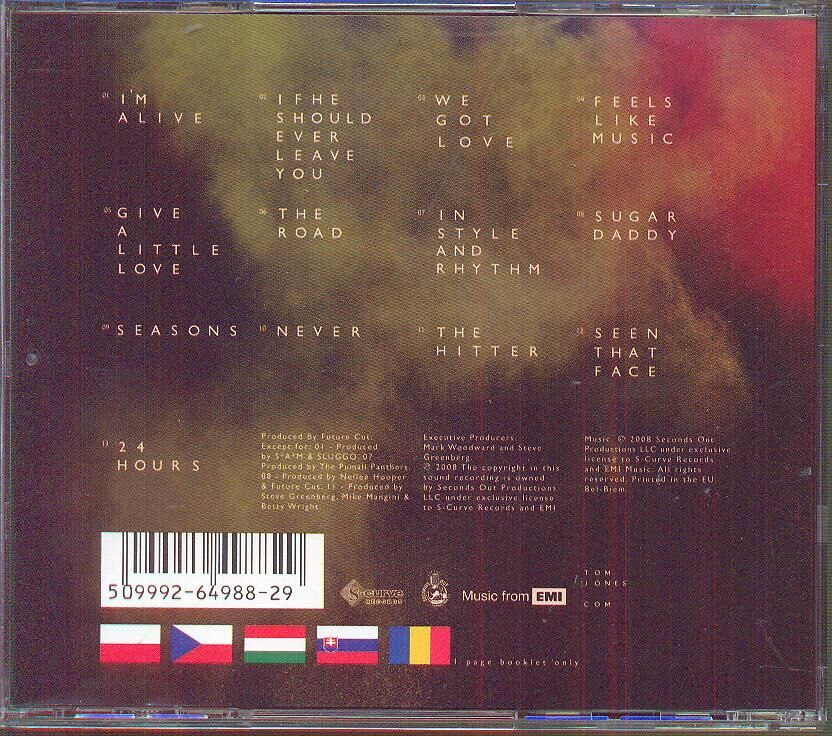 01 I'M
ALIVE
02 IF HE
SHOULD
EVER
LEAVE
YOU
03 WE
GOT
LOVE
04 FEELS
LIKE
MUSIC
05 GIVE
A
LITTLE
LOVE
06 THE
ROAD
07 IN
STYLE
AND
RHYTHM
08 SUGAR
DADDY
09 SEASONS
10 NEVER
11 THE
HITTER
12 SEEN
THAT
FACE
13 24
HOURS
Produced By Future Cut.
Except for: 01 - Produced
by S*A*M & SLUGGO. 07 -
Produced by The Pumali Panthers.
08 - Produced by Nellee Hooper
& Future Cut. 11 - Produced by
Steve Greenberg, Mike Mangini &
Betty Wright.
Executive Producers:
Mark Woodward and Steve
Greenberg.
℗ 2008 The copyright in this
sound recording is owned
by Seconds Out Productions
LLC under exclusive license
to S-Curve Records and EMI
Music. © 2008 Seconds Out
Productions LLC under exclusive
license to S-Curve Records
and EMI Music. All rights
reserved. Printed in the EU
Bel-Biem
509992-64988-29
S-curve
RECORDS
Music from EMI
TOM
JONES
.
COM
1 page booklet only